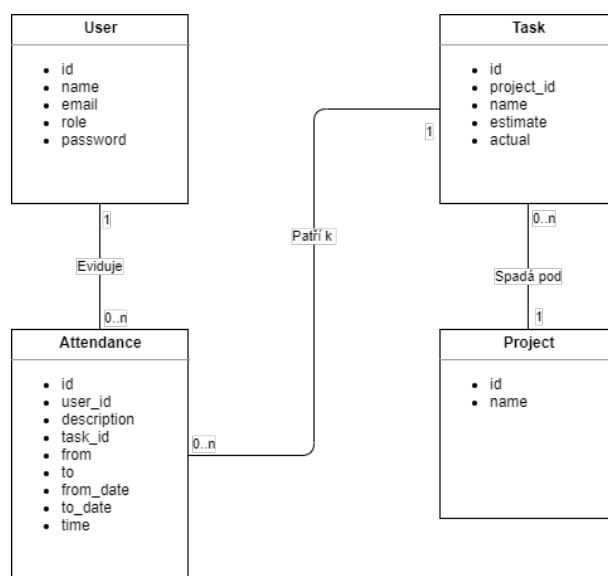 User
id
name
email
role
password
1
Eviduje
0..n
Attendance
id
user_id
description
task_id
from
to
from_date
to_date
time
0..n
Patří k
1
Task
id
project_id
name
estimate
actual
0..n
Spadá pod
1
Project
id
name